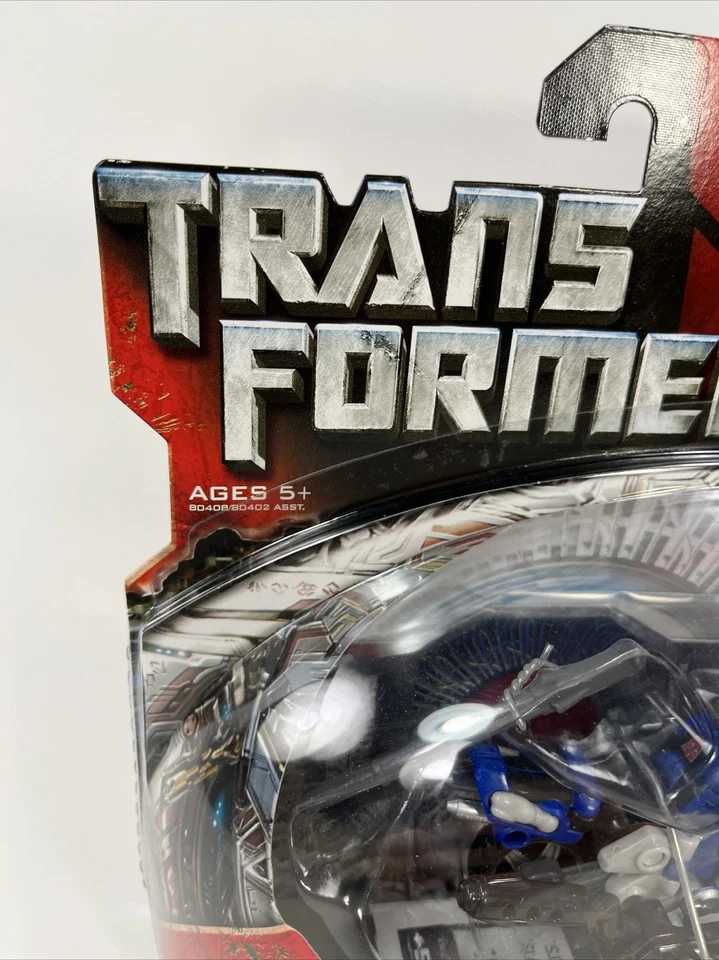 TRANS
FORME
AGES 5+
80408/80402 ASST.